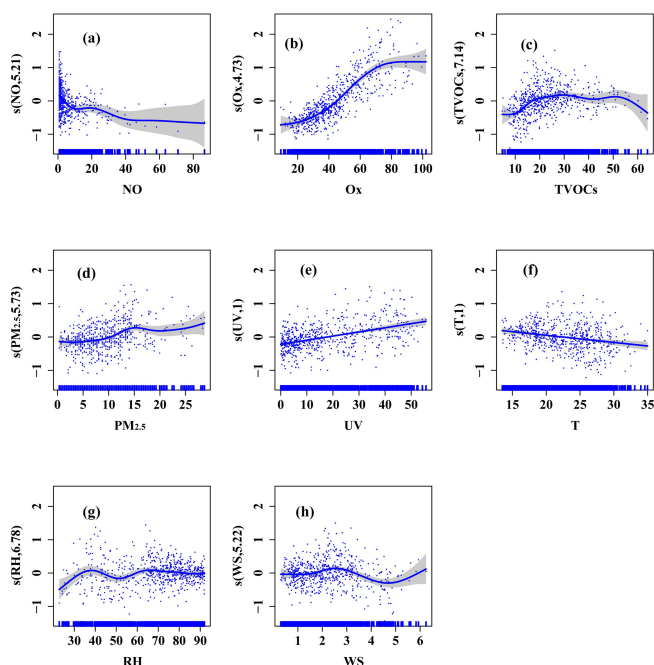 (a)
s(NO,5.21)
−1 0 1 2
0 20 40 60 80
NO
(b)
s(Ox,4.73)
−1 0 1 2
0 20 40 60 80 100
Ox
(c)
s(TVOCs,7.14)
−1 0 1 2
10 20 30 40 50 60
TVOCs
(d)
s(PM2.5,5.73)
−1 0 1 2
0 5 10 15 20 25
PM2.5
(e)
s(UV,1)
−1 0 1 2
0 10 20 30 40 50
UV
(f)
s(T,1)
−1 0 1 2
15 20 25 30 35
T
(g)
s(RH,6.78)
−1 0 1 2
30 40 50 60 70 80 90
RH
(h)
s(WS,5.22)
−1 0 1 2
1 2 3 4 5 6
WS